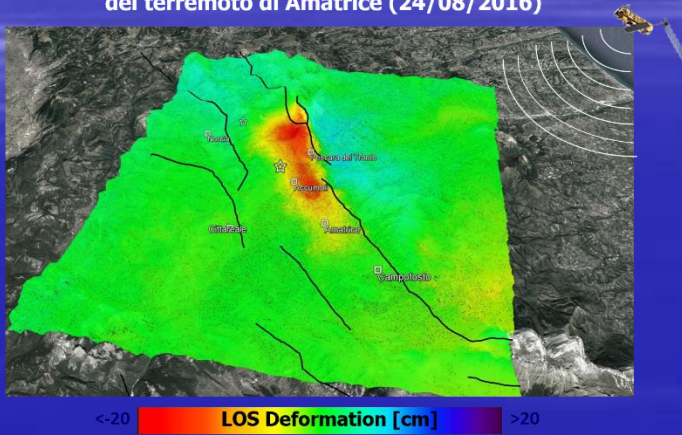 del terremoto di Amatrice (24/08/2016)
Norcia
Pescara del Tronto
Accumoli
Cittareale
Amatrice
Campotosto
<-20 LOS Deformation [cm] >20